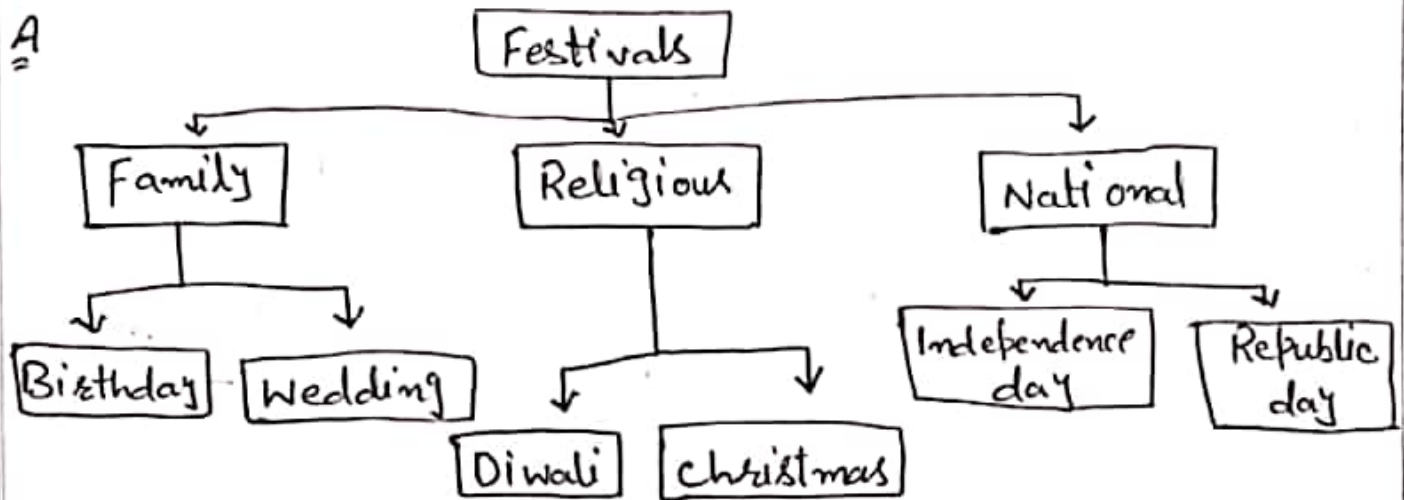 A
Festivals
Family
Religious
National
Birthday
Wedding
Diwali
Christmas
Independence
day
Republic
day